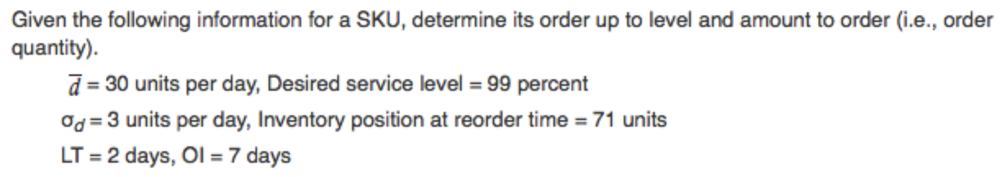 Given the following information for a SKU, determine its order up to level and amount to order (i.e., order
quantity).
d̅ = 30 units per day, Desired service level = 99 percent
σd = 3 units per day, Inventory position at reorder time = 71 units
LT = 2 days, OI = 7 days